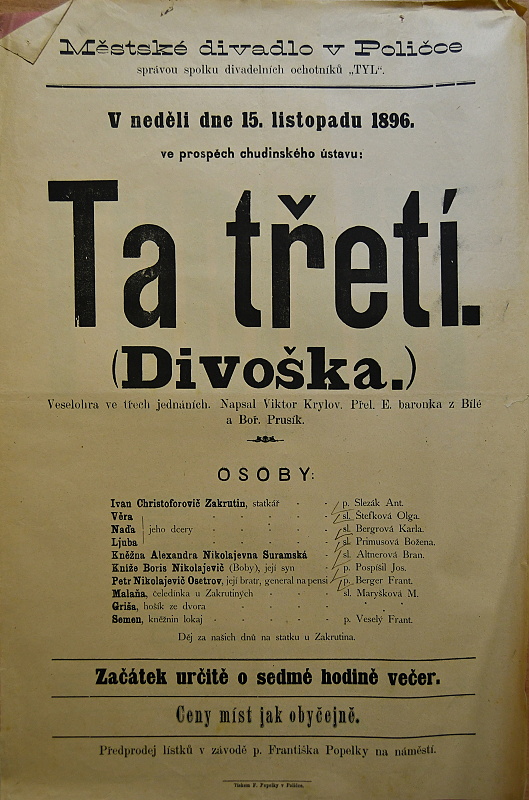 Městské divadlo v Poličce
správou spolku divadelních ochotníků „TYL“.
V neděli dne 15. listopadu 1896.
ve prospěch chudinského ústavu:
Ta třetí.
(Divoška.)
Veselohra ve třech jednáních. Napsal Viktor Krylov. Přel. E. baronka z Bílé
a Boř. Prusík.
OSOBY:
Ivan Christoforovič Zakrutin, statkář - - p. Slezák Ant.
Věra - - - - - sl. Štefková Olga.
Naďa } jeho dcery - - - - sl. Bergrová Karla.
Ljuba - - - - - sl. Primusová Božena.
Kněžna Alexandra Nikolajevna Suramská - sl. Altnerová Bran.
Kníže Boris Nikolajevič (Boby), její syn - p. Pospíšil Jos.
Petr Nikolajevič Osetrov, její bratr, general na pensi p. Berger Frant.
Malaňa, čeledínka u Zakrutiných - - - sl. Maryšková M.
Griša, hošík ze dvora - - - - . . .
Semen, kněžnin lokaj - - - - p. Veselý Frant.
Děj za našich dnů na statku u Zakrutina.
Začátek určitě o sedmé hodině večer.
Ceny míst jak obyčejně.
Předprodej lístků v závodě p. Františka Popelky na náměstí.
Tiskem F. Popelky v Poličce.